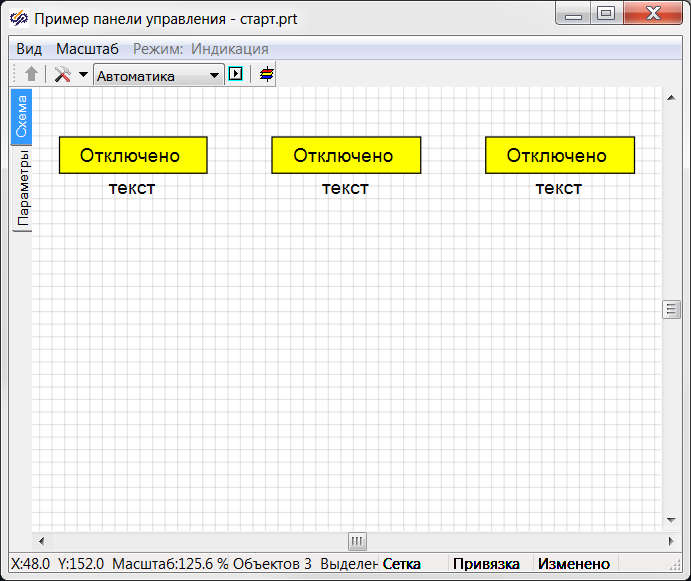 Пример панели управления - старт.prt
Вид Масштаб Режим: Индикация
Автоматика
Схема
Параметры
Отключено Отключено Отключено
текст текст текст
X:48.0 Y:152.0 Масштаб:125.6 % Объектов 3 Выделен Сетка Привязка Изменено